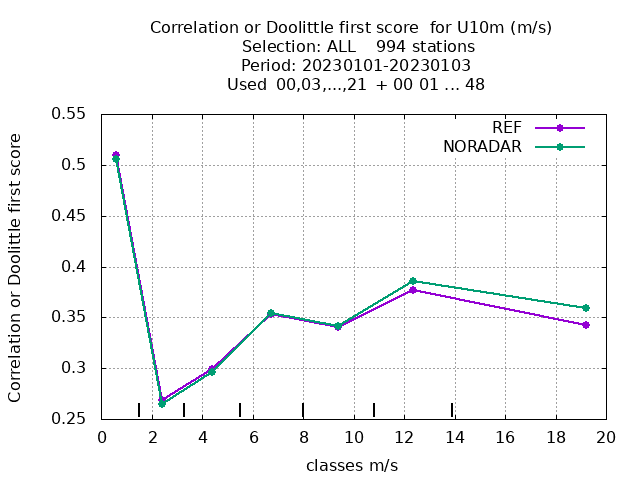 Correlation or Doolittle first score  for U10m (m/s)
Selection: ALL    994 stations
Period: 20230101-20230103
Used  00,03,...,21  + 00 01 ... 48
REF
NORADAR
0.55
0.5
0.45
0.4
0.35
0.3
0.25
Correlation or Doolittle first score
0 2 4 6 8 10 12 14 16 18 20
classes m/s